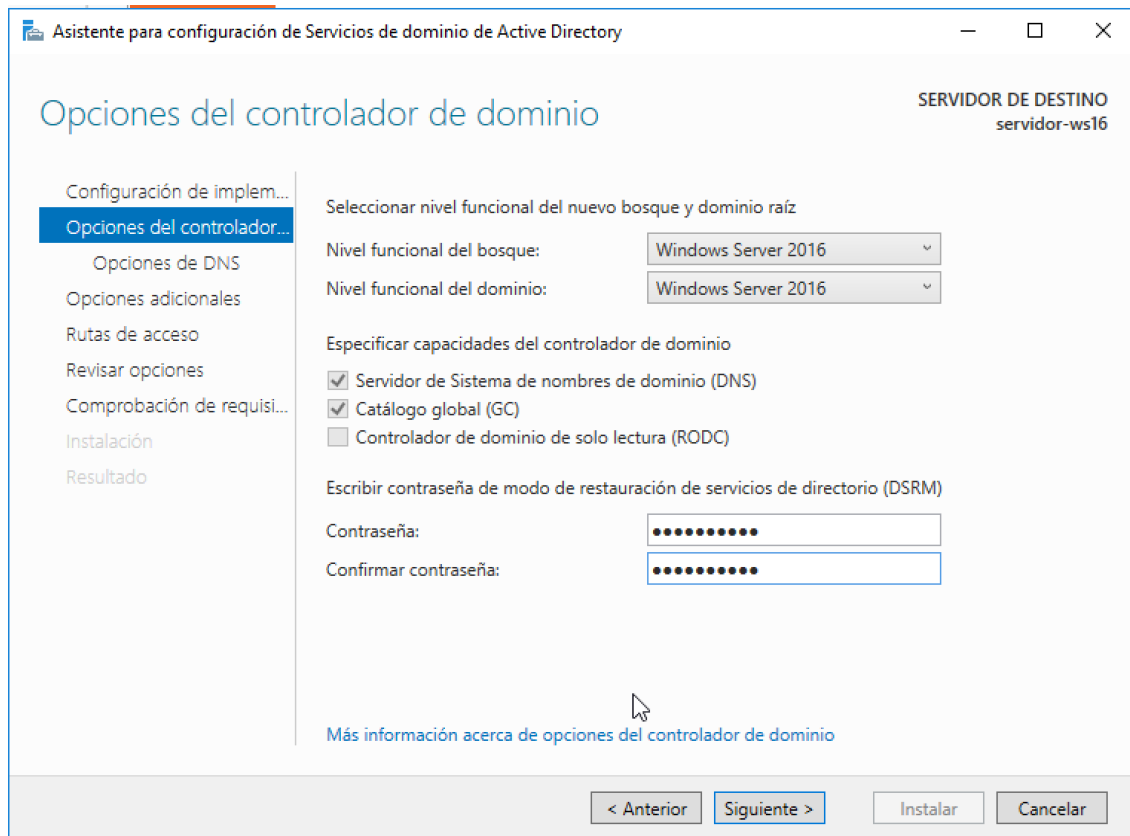 Asistente para configuración de Servicios de dominio de Active Directory
Opciones del controlador de dominio
SERVIDOR DE DESTINO
servidor-ws16
Configuración de implem...
Opciones del controlador...
Opciones de DNS
Opciones adicionales
Rutas de acceso
Revisar opciones
Comprobación de requisi...
Instalación
Resultado
Seleccionar nivel funcional del nuevo bosque y dominio raíz
Nivel funcional del bosque: Windows Server 2016
Nivel funcional del dominio: Windows Server 2016
Especificar capacidades del controlador de dominio
Servidor de Sistema de nombres de dominio (DNS)
Catálogo global (GC)
Controlador de dominio de solo lectura (RODC)
Escribir contraseña de modo de restauración de servicios de directorio (DSRM)
Contraseña: ●●●●●●●●●●
Confirmar contraseña: ●●●●●●●●●●
Más información acerca de opciones del controlador de dominio
< Anterior Siguiente > Instalar Cancelar